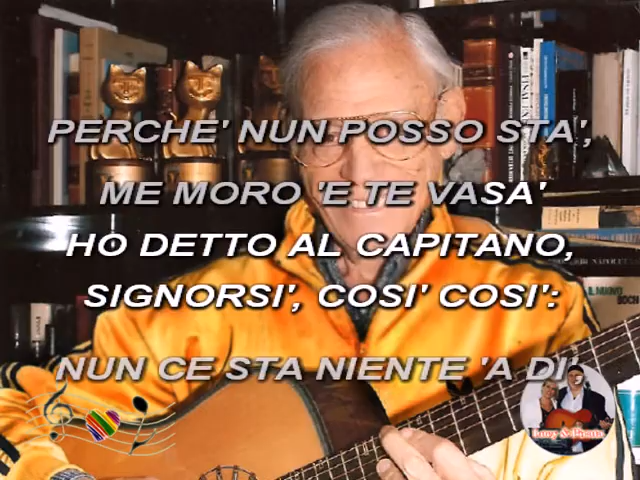 PERCHE' NUN POSSO STA',
ME MORO 'E TE VASA'
HO DETTO AL CAPITANO,
SIGNORSI', COSI' COSI':
NUN CE STA NIENTE 'A DI',